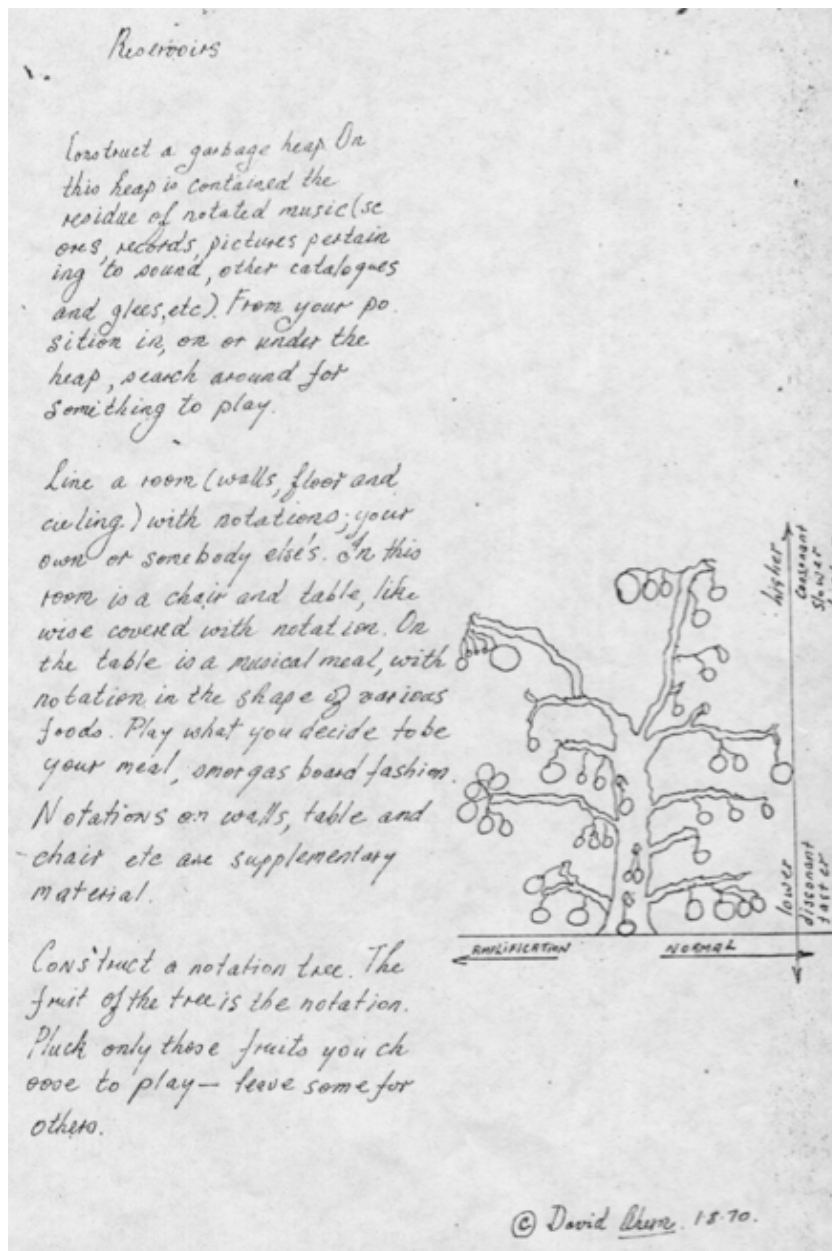 Reservoirs
Construct a garbage heap. On
this heap is contained the
residue of notated music (sc
ores, records, pictures pertain
ing to sound, other catalogues
and glees, etc). From your po
sition in, on or under the
heap, search around for
something to play.
Line a room (walls, floor and
cieling) with notations; your
own or somebody else's. In this
room is a chair and table, like
wise covered with notation. On
the table is a musical meal, with
notation in the shape of various
foods. Play what you decide to be
your meal, smorgas board fashion.
Notations on walls, table and
chair etc are supplementary
material.
Construct a notation tree. The
fruit of the tree is the notation.
Pluck only those fruits you ch
oose to play — leave some for
others.
higher
consonant
slower
lower
dissonant
faster
AMPLIFICATION
NORMAL
© David Ahern. 1·8·70.